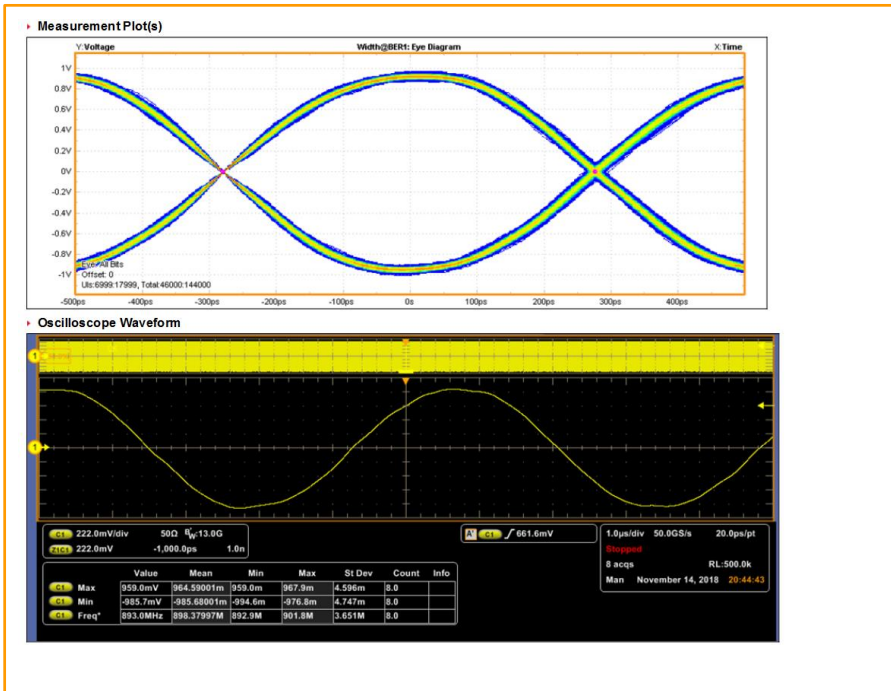 Measurement Plot(s)
Y:Voltage Width@BER1: Eye Diagram X:Time
1V
0.8V
0.6V
0.4V
0.2V
0V
-0.2V
-0.4V
-0.6V
-0.8V
-1V
Eye: All Bits
Offset: 0
UIs:6999:17999, Total:46000:144000
-500ps -400ps -300ps -200ps -100ps 0s 100ps 200ps 300ps 400ps
Oscilloscope Waveform
1
1
C1 222.0mV/div 50Ω BW:13.0G
Z1C1 222.0mV -1,000.0ps 1.0n
A' C1 661.6mV
1.0μs/div 50.0GS/s 20.0ps/pt
Stopped
8 acqs RL:500.0k
Man November 14, 2018 20:44:43
Value Mean Min Max St Dev Count Info
C1 Max 959.0mV 964.59001m 959.0m 967.9m 4.596m 8.0
C1 Min -985.7mV -985.68001m -994.6m -976.8m 4.747m 8.0
C1 Freq* 893.0MHz 898.37997M 892.9M 901.8M 3.651M 8.0